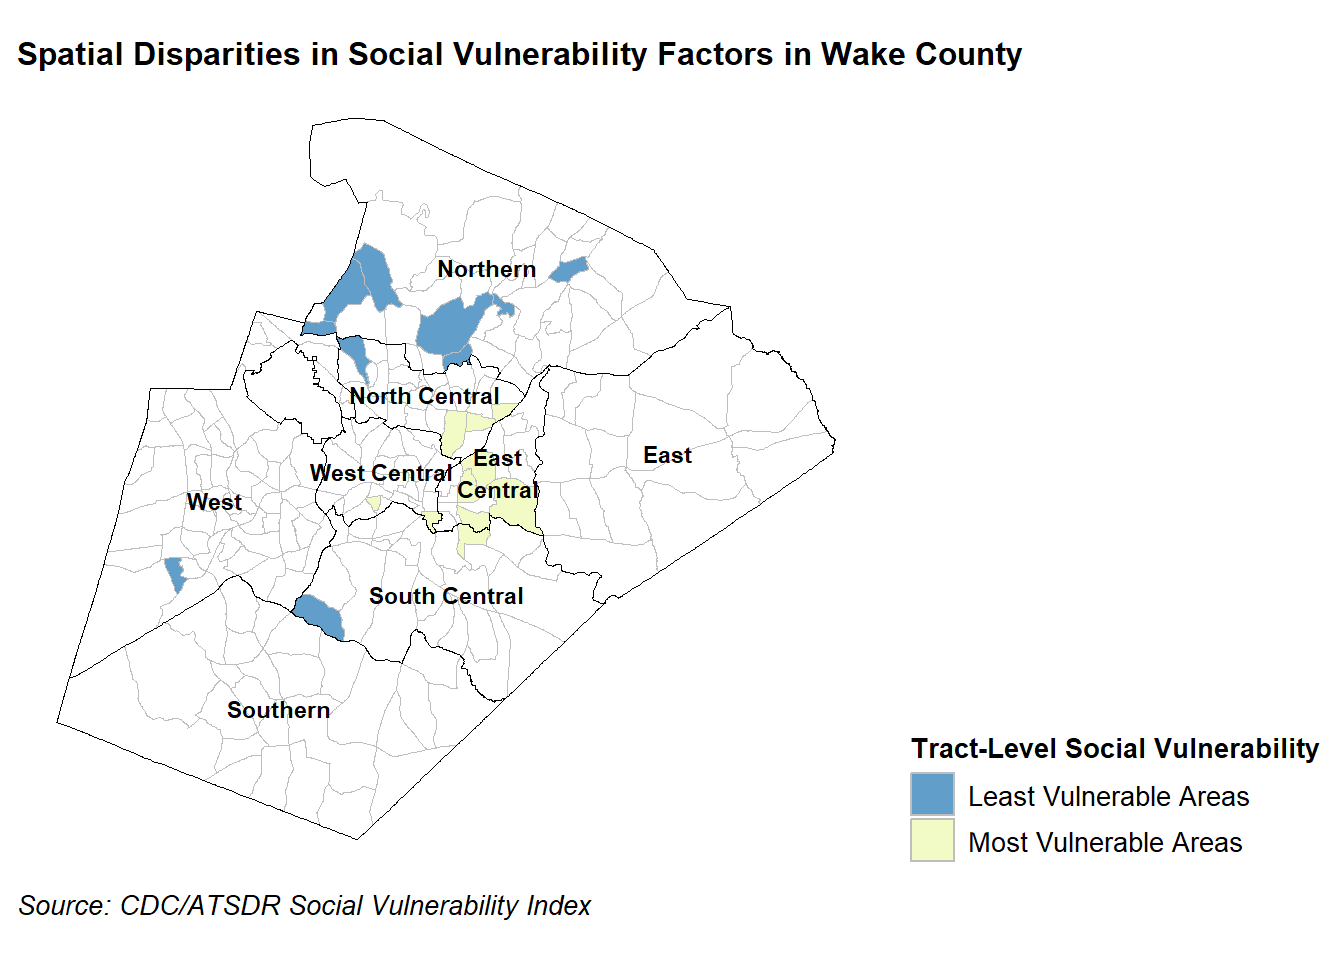 Spatial Disparities in Social Vulnerability Factors in Wake County
Northern
North Central
East
Central
East
West Central
West
South Central
Southern
Tract-Level Social Vulnerability
Least Vulnerable Areas
Most Vulnerable Areas
Source: CDC/ATSDR Social Vulnerability Index